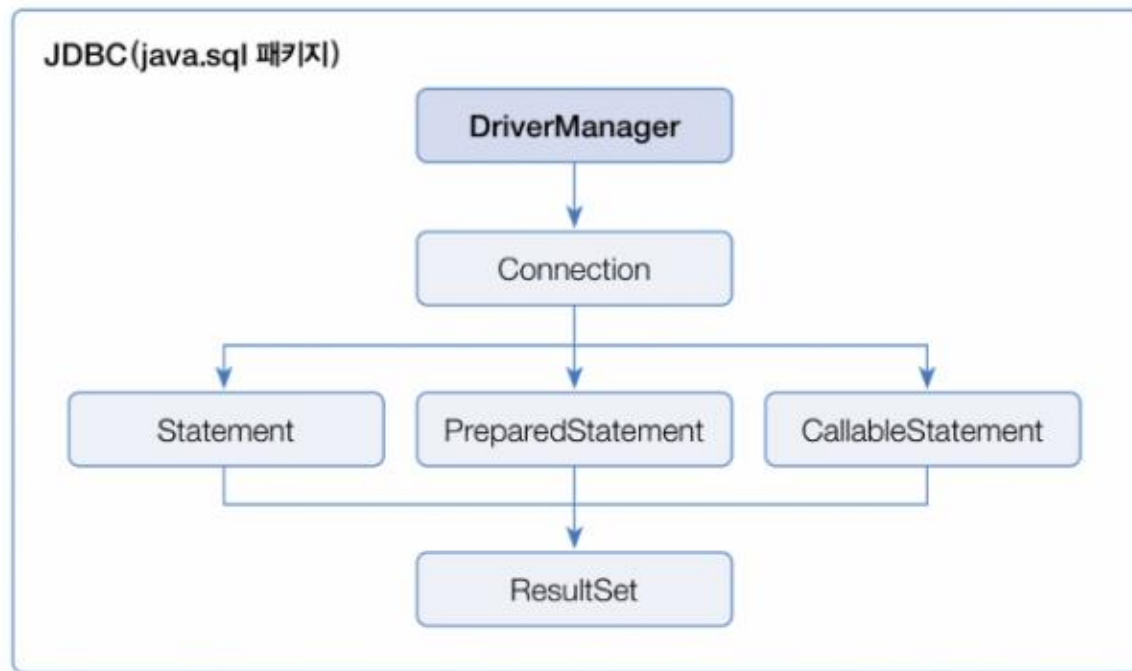 JDBC(java.sql 패키지)
DriverManager
Connection
Statement
PreparedStatement
CallableStatement
ResultSet